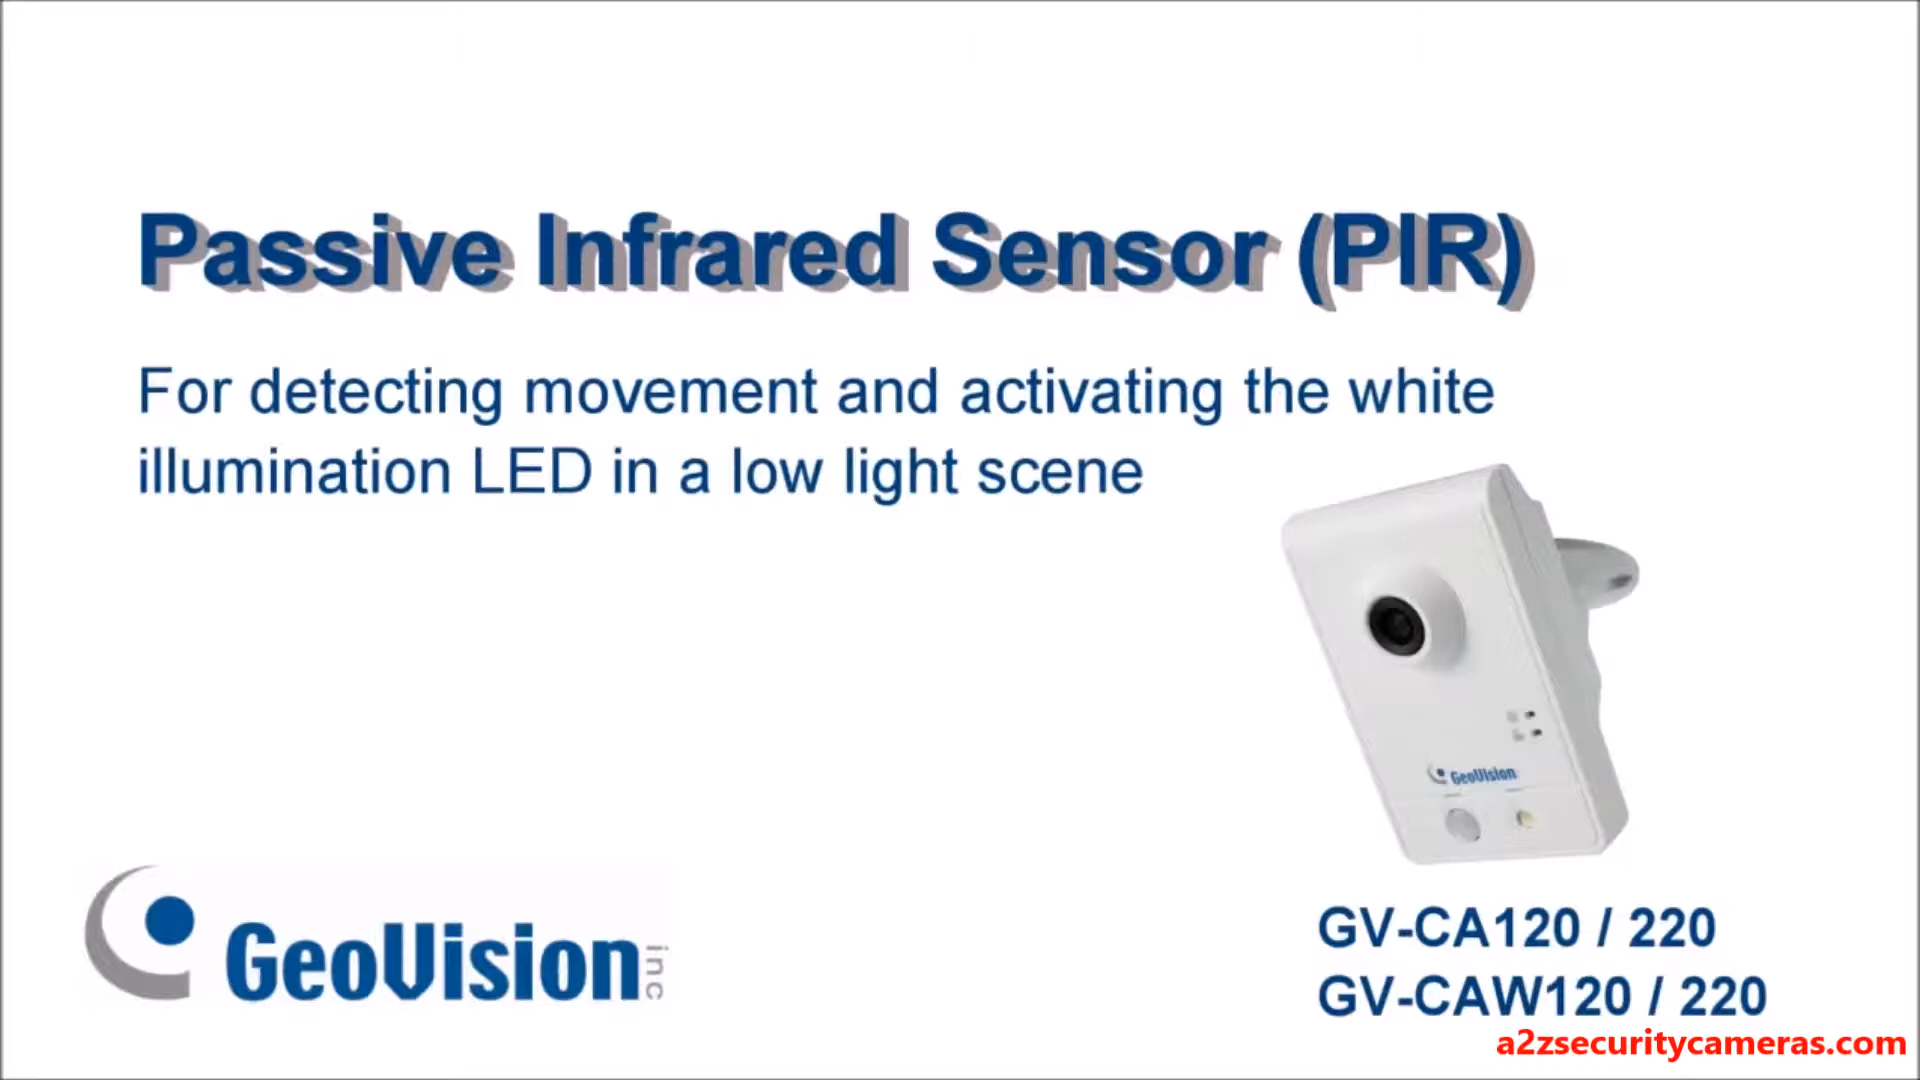 Passive Infrared Sensor (PIR)
For detecting movement and activating the white
illumination LED in a low light scene
GeoVision
GeoVision inc
GV-CA120 / 220
GV-CAW120 / 220
a2zsecuritycameras.com